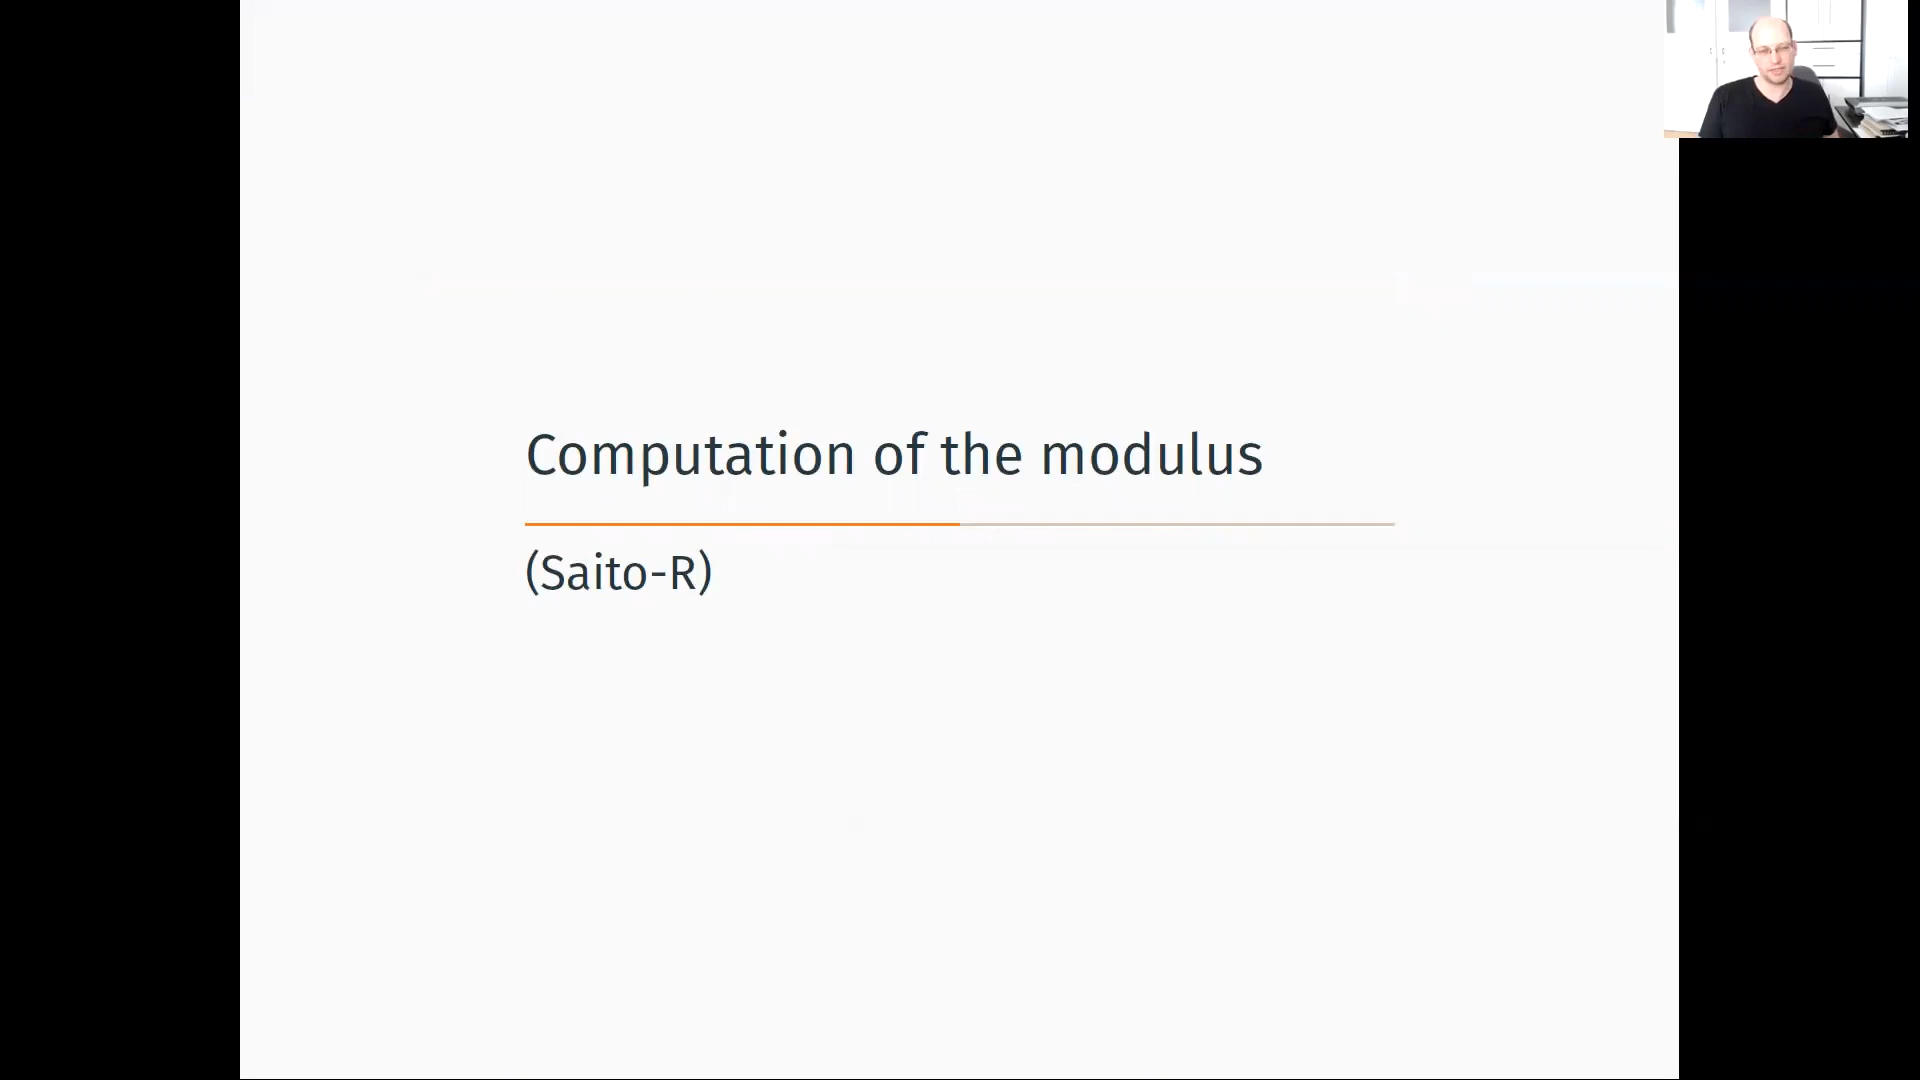 Computation of the modulus
(Saito-R)